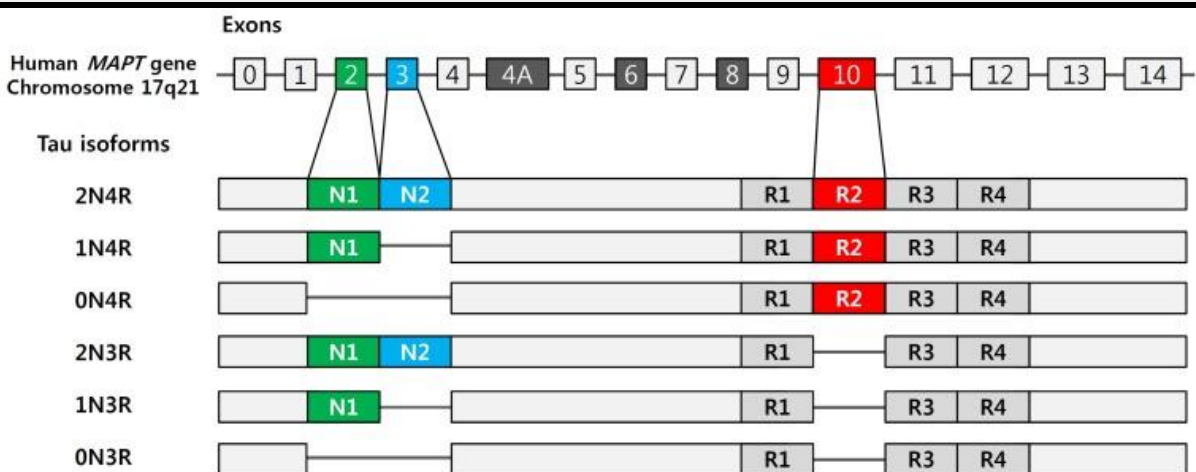 Exons
Human MAPT gene
Chromosome 17q21
0 1 2 3 4 4A 5 6 7 8 9 10 11 12 13 14
Tau isoforms
2N4R N1 N2 R1 R2 R3 R4
1N4R N1 R1 R2 R3 R4
0N4R R1 R2 R3 R4
2N3R N1 N2 R1 R3 R4
1N3R N1 R1 R3 R4
0N3R R1 R3 R4